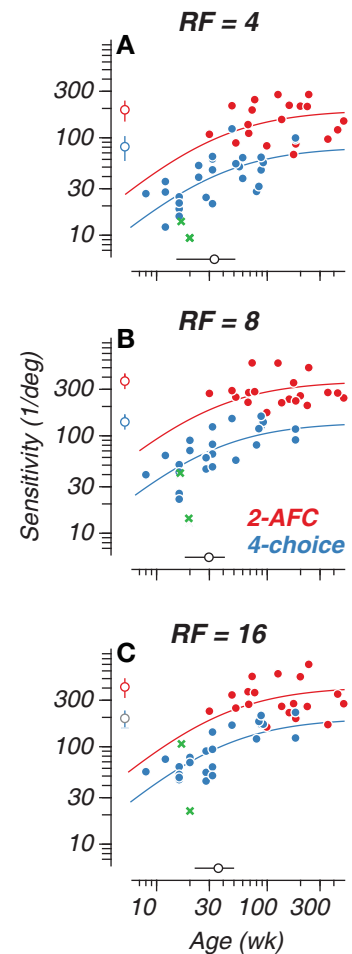 RF = 4
A
300
100
30
10
RF = 8
B
300
100
30
10
Sensitivity (1/deg)
2-AFC
4-choice
RF = 16
C
300
100
30
10
10 30 100 300
Age (wk)